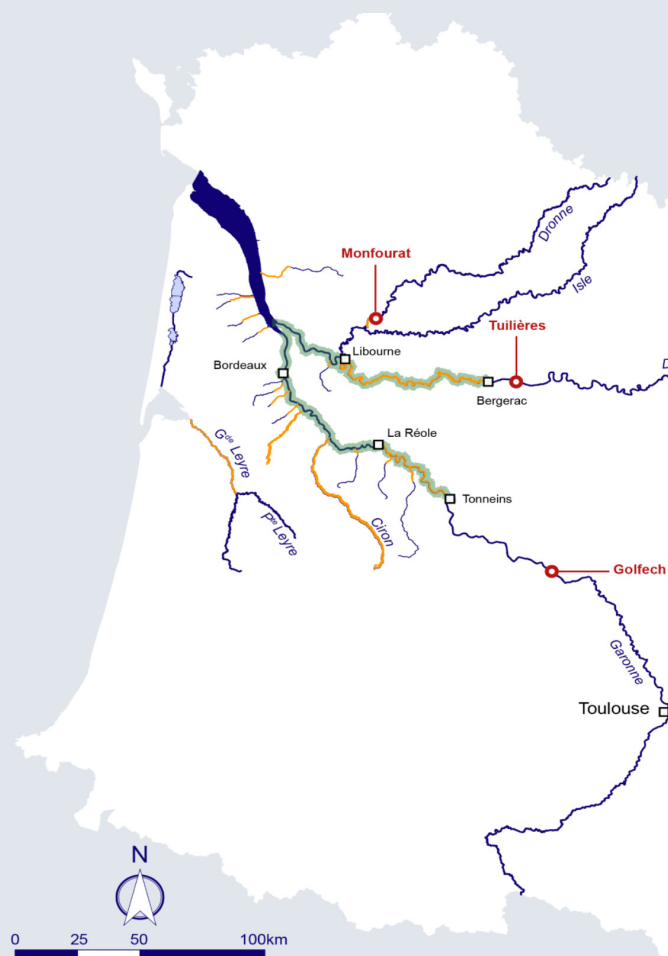 Dronne
Monfourat
Isle
Tuilières
Libourne
Bordeaux
D
Bergerac
La Réole
Gde Leyre
Tonneins
Pte Leyre
Ciron
Golfech
Garonne
Toulouse
N
0 25 50 100km